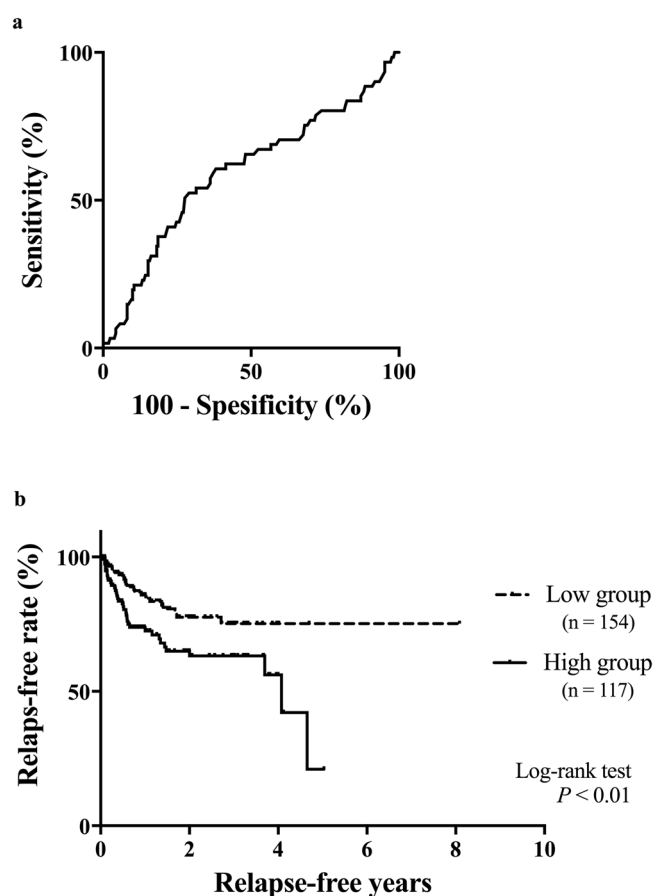 a
100
50
0
Sensitivity (%)
0 50 100
100 - Spesificity (%)
b
100
50
0
Relaps-free rate (%)
Low group
(n = 154)
High group
(n = 117)
Log-rank test
P < 0.01
0 2 4 6 8 10
Relapse-free years